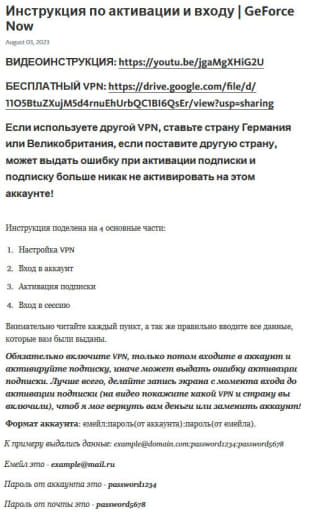 Инструкция по активации и входу | GeForce
Now
August 03, 2023
ВИДЕОИНСТРУКЦИЯ: https://youtu.be/jgaMgXHiG2U
БЕСПЛАТНЫЙ VPN: https://drive.google.com/file/d/
11O5BtuZXujM5d4rnuEhUrbQC1BI6QsEr/view?usp=sharing
Если используете другой VPN, ставьте страну Германия
или Великобритания, если поставите другую страну,
может выдать ошибку при активации подписки и
подписку больше никак не активировать на этом
аккаунте!
Инструкция поделена на 4 основные части:
1. Настройка VPN
2. Вход в аккаунт
3. Активация подписки
4. Вход в сессию
Внимательно читайте каждый пункт, а так же правильно вводите все данные,
которые вам были выданы.
Обязательно включите VPN, только потом входите в аккаунт и
активируйте подписку, иначе может выдать ошибку активации
подписки. Лучше всего, делайте запись экрана с момента входа до
активации подписки (на видео покажите какой VPN и страну вы
включили), чтоб я мог вернуть вам деньги или заменить аккаунт!
Формат аккаунта: емейл:пароль(от аккаунта):пароль(от емейла).
К примеру выдались данные: example@domain.com:password1234:password5678
Емейл это - example@mail.ru
Пароль от аккаунта это - password1234
Пароль от почты это - password5678